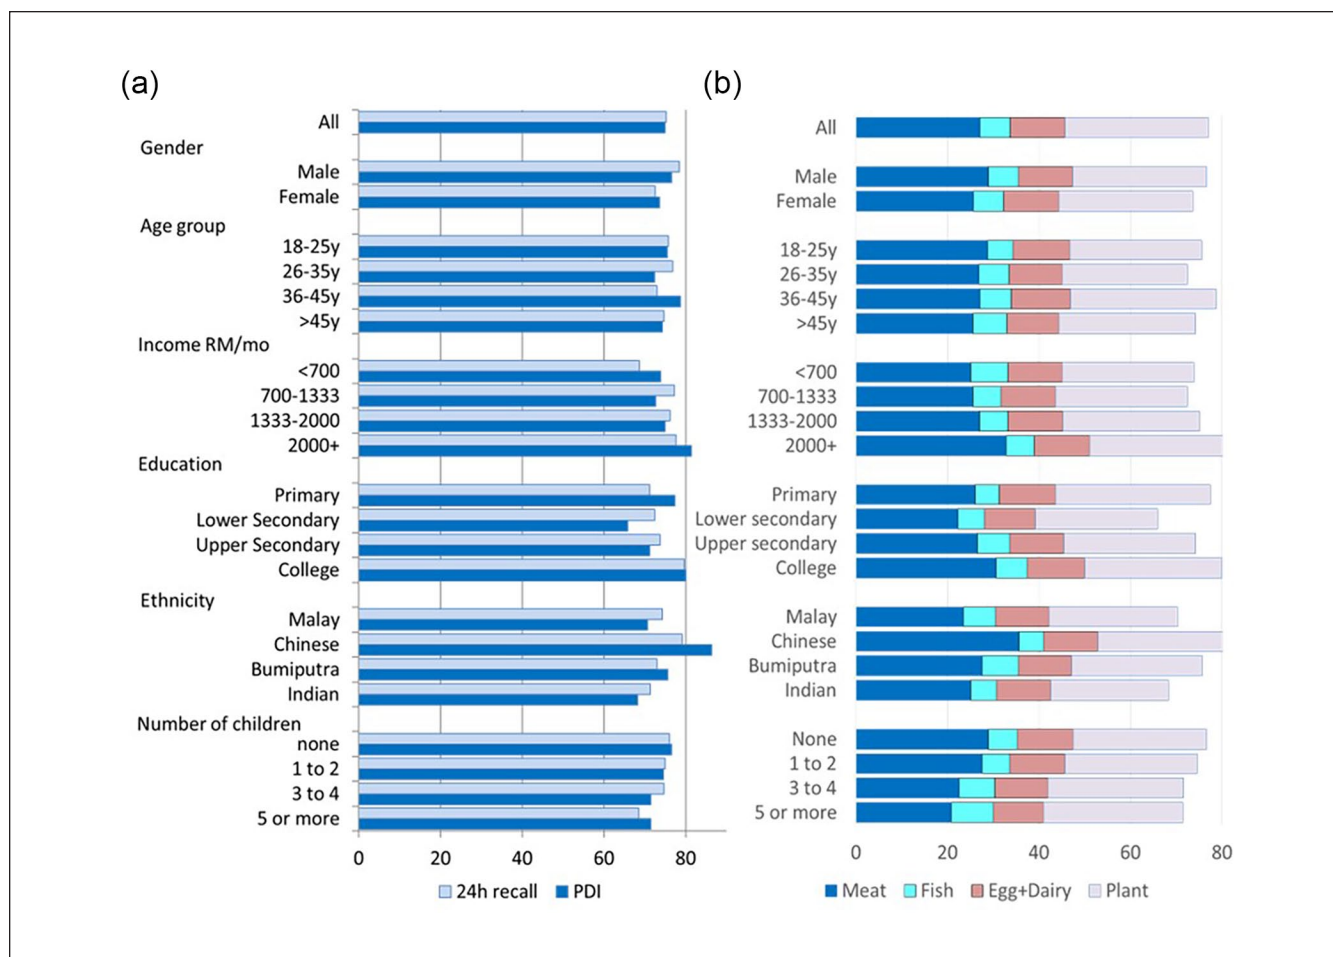 (a)
All
Gender
Male
Female
Age group
18-25y
26-35y
36-45y
>45y
Income RM/mo
<700
700-1333
1333-2000
2000+
Education
Primary
Lower Secondary
Upper Secondary
College
Ethnicity
Malay
Chinese
Bumiputra
Indian
Number of children
none
1 to 2
3 to 4
5 or more
0 20 40 60 80
24h recall PDI
(b)
All
Male
Female
18-25y
26-35y
36-45y
>45y
<700
700-1333
1333-2000
2000+
Primary
Lower secondary
Upper secondary
College
Malay
Chinese
Bumiputra
Indian
None
1 to 2
3 to 4
5 or more
0 20 40 60 80
Meat Fish Egg+Dairy Plant